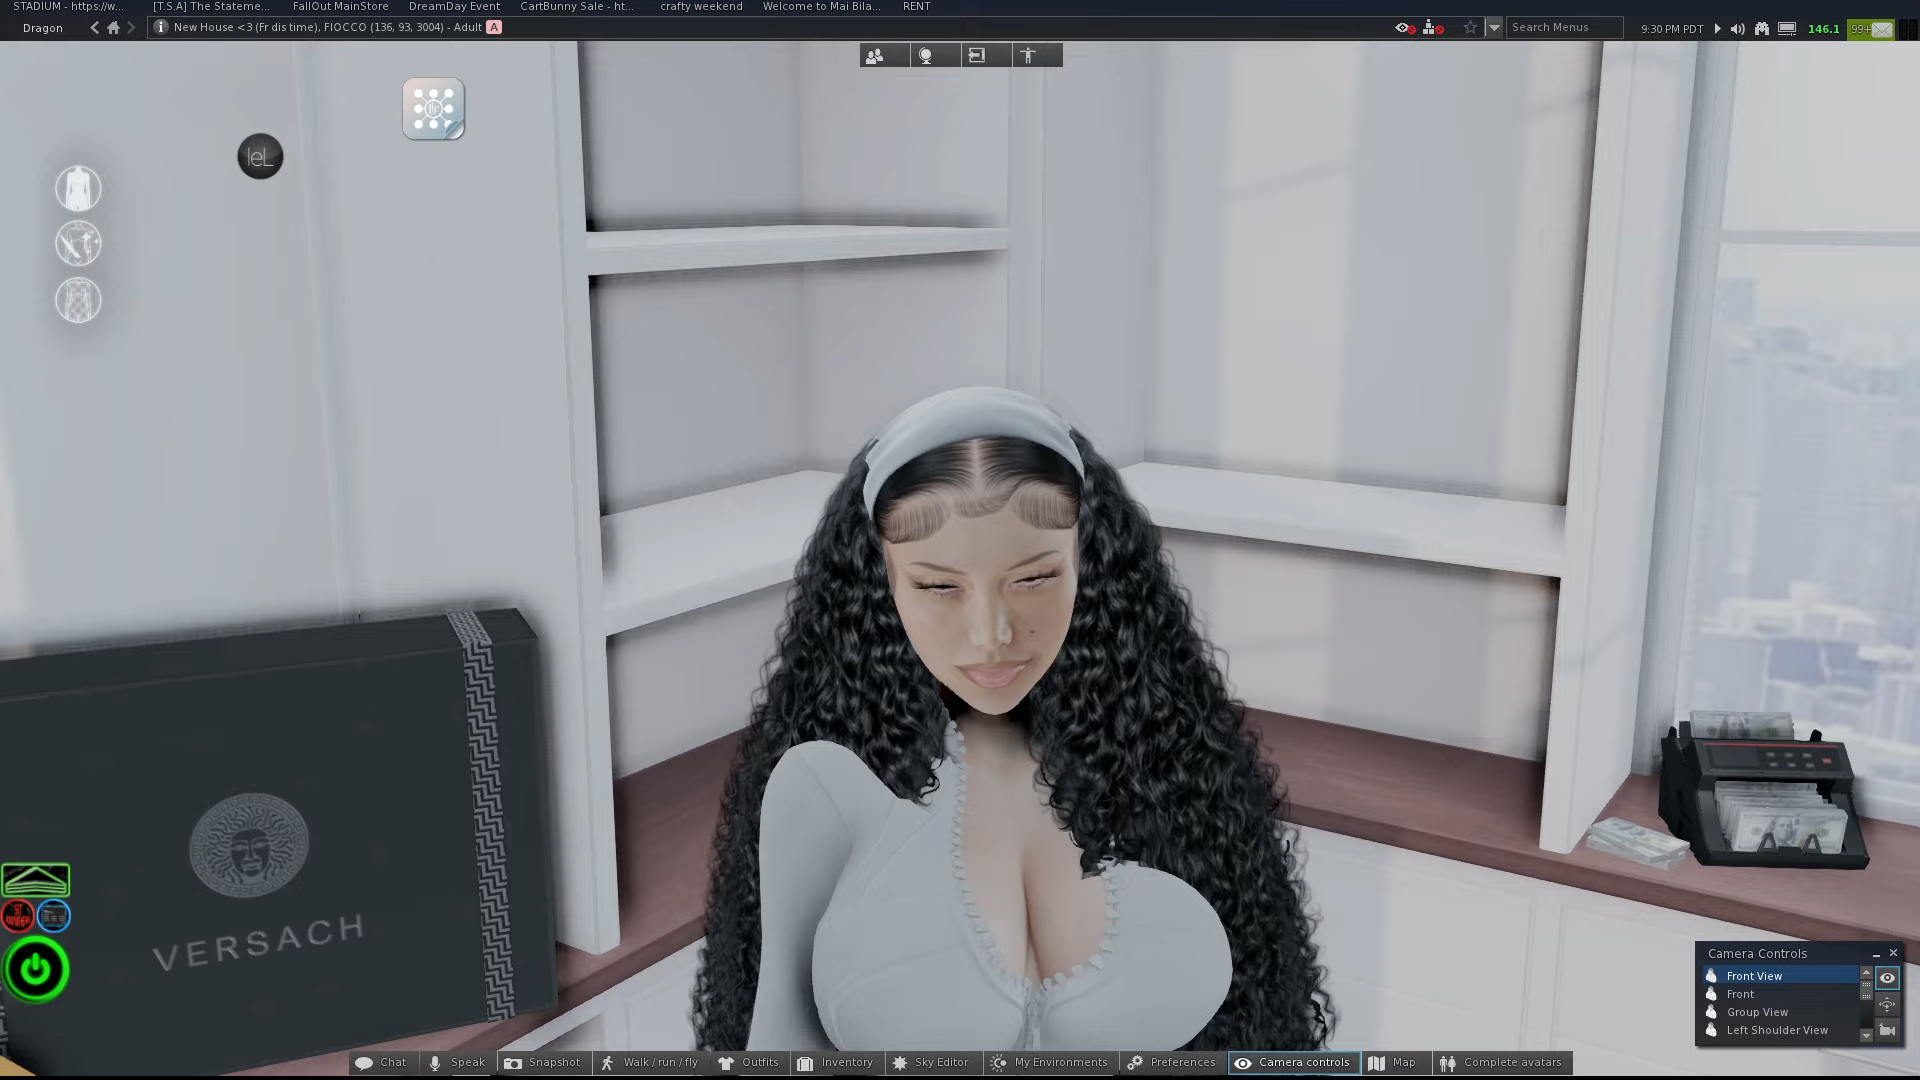 STADIUM - https://w...
[T.S.A] The Stateme...
FallOut MainStore
DreamDay Event
CartBunny Sale - ht...
crafty weekend
Welcome to Mai Bila...
RENT
Dragon
New House <3 (Fr dis time), FIOCCO (136, 93, 3004) - Adult A
Search Menus
9:30 PM PDT
146.1
99+
leL
VERSACH
Camera Controls
Front View
Front
Group View
Left Shoulder View
Chat
Speak
Snapshot
Walk / run / fly
Outfits
Inventory
Sky Editor
My Environments
Preferences
Camera controls
Map
Complete avatars